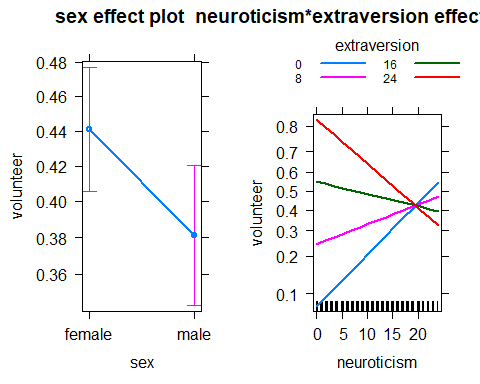 sex effect plot neuroticism*extraversion effect
extraversion
0 16
8 24
0.48
0.46
0.44
0.42
0.40
0.38
0.36
volunteer
female male
sex
0.8
0.7
0.6
0.5
0.4
0.3
0.2
0.1
volunteer
0 5 10 15 20
neuroticism